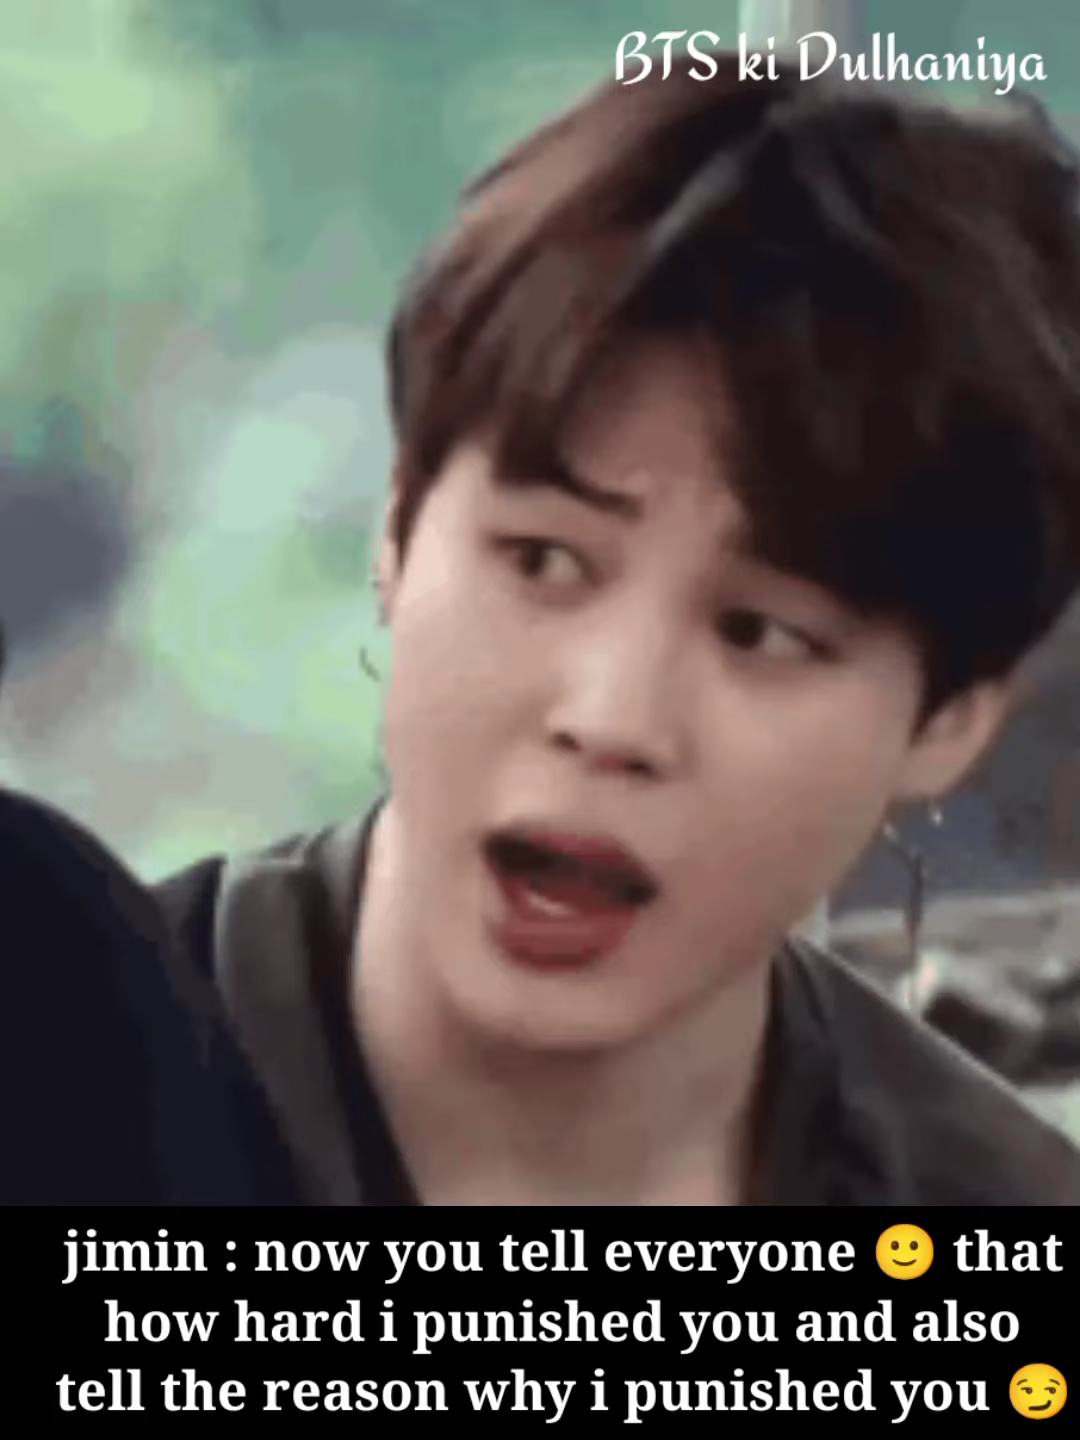 BTS ki Dulhaniya
jimin : now you tell everyone 🙂 that
how hard i punished you and also
tell the reason why i punished you 😏